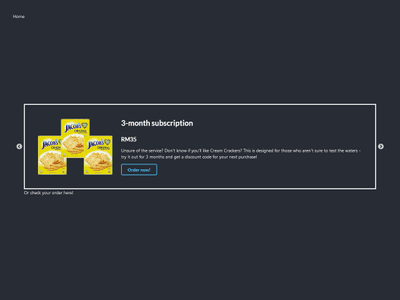 Home
JACOB'S
JACOB'S
JACOB'S
3-month subscription
RM35
Unsure of the service? Don't know if you'll like Cream Crackers? This is designed for those who aren't sure to test the waters -
try it out for 3 months and get a discount code for your next purchase!
Order now!
Or check your order here!